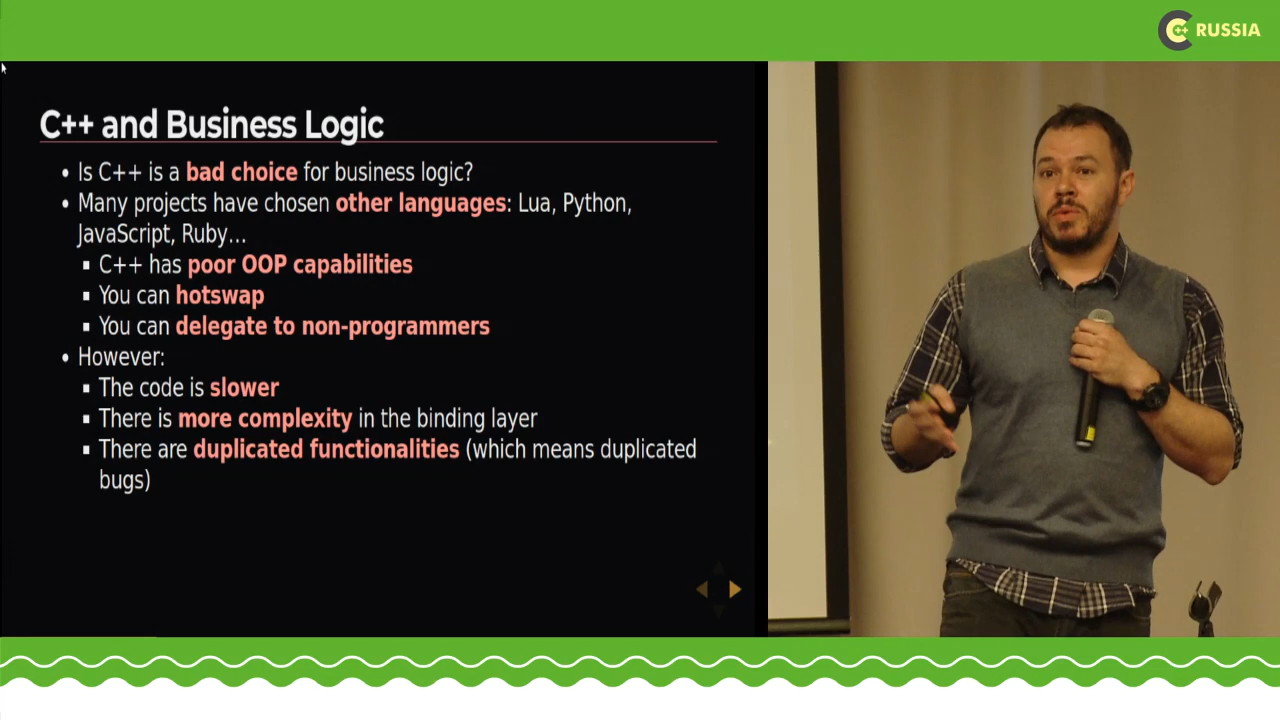 C++ RUSSIA
C++ and Business Logic
• Is C++ is a bad choice for business logic?
• Many projects have chosen other languages: Lua, Python,
JavaScript, Ruby...
▪ C++ has poor OOP capabilities
▪ You can hotswap
▪ You can delegate to non-programmers
• However:
▪ The code is slower
▪ There is more complexity in the binding layer
▪ There are duplicated functionalities (which means duplicated
bugs)